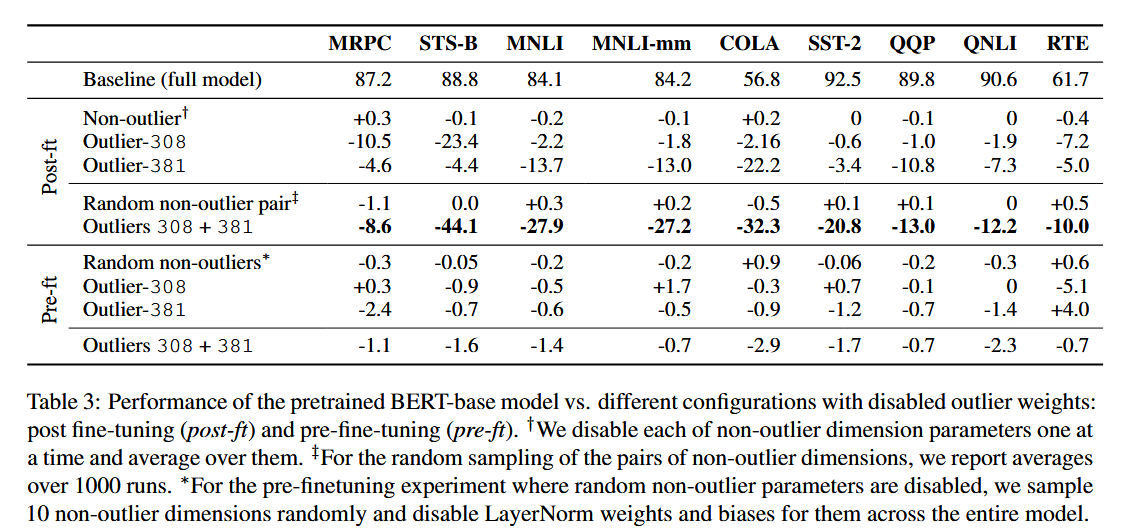 MRPC STS-B MNLI MNLI-mm COLA SST-2 QQP QNLI RTE
Baseline (full model) 87.2 88.8 84.1 84.2 56.8 92.5 89.8 90.6 61.7
Post-ft
Non-outlier† +0.3 -0.1 -0.2 -0.1 +0.2 0 -0.1 0 -0.4
Outlier-308 -10.5 -23.4 -2.2 -1.8 -2.16 -0.6 -1.0 -1.9 -7.2
Outlier-381 -4.6 -4.4 -13.7 -13.0 -22.2 -3.4 -10.8 -7.3 -5.0
Random non-outlier pair‡ -1.1 0.0 +0.3 +0.2 -0.5 +0.1 +0.1 0 +0.5
Outliers 308 + 381 -8.6 -44.1 -27.9 -27.2 -32.3 -20.8 -13.0 -12.2 -10.0
Pre-ft
Random non-outliers* -0.3 -0.05 -0.2 -0.2 +0.9 -0.06 -0.2 -0.3 +0.6
Outlier-308 +0.3 -0.9 -0.5 +1.7 -0.3 +0.7 -0.1 0 -5.1
Outlier-381 -2.4 -0.7 -0.6 -0.5 -0.9 -1.2 -0.7 -1.4 +4.0
Outliers 308 + 381 -1.1 -1.6 -1.4 -0.7 -2.9 -1.7 -0.7 -2.3 -0.7
Table 3: Performance of the pretrained BERT-base model vs. different configurations with disabled outlier weights:
post fine-tuning (post-ft) and pre-fine-tuning (pre-ft). †We disable each of non-outlier dimension parameters one at
a time and average over them. ‡For the random sampling of the pairs of non-outlier dimensions, we report averages
over 1000 runs. *For the pre-finetuning experiment where random non-outlier parameters are disabled, we sample
10 non-outlier dimensions randomly and disable LayerNorm weights and biases for them across the entire model.